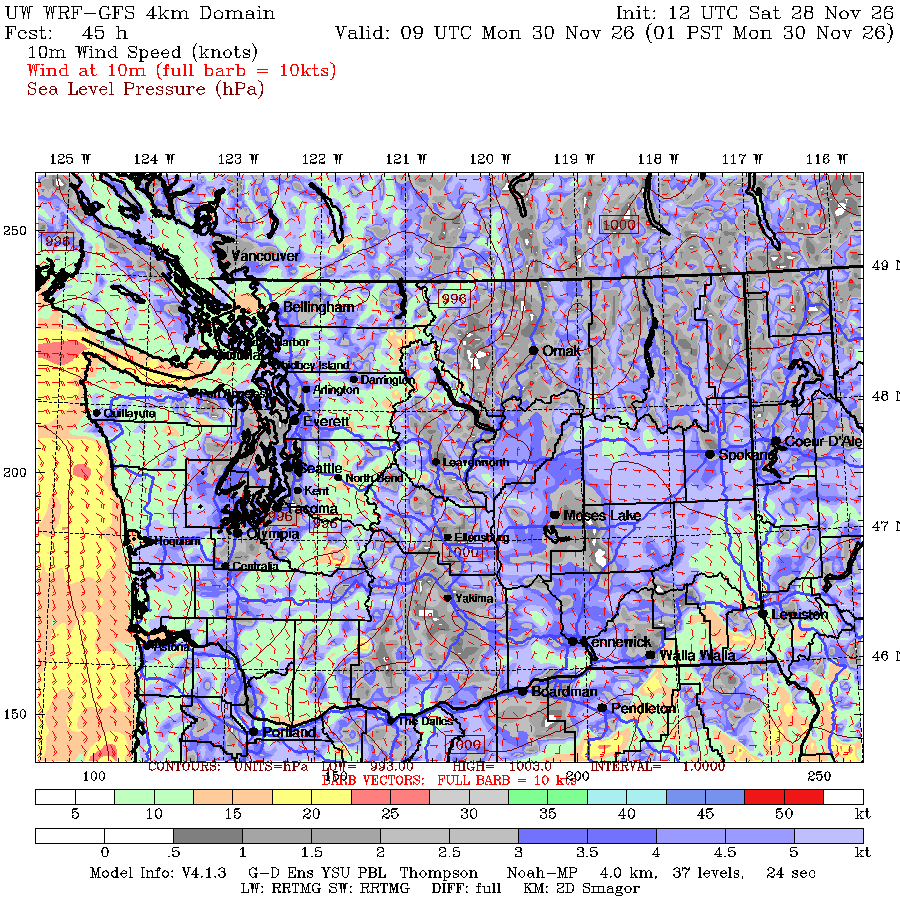 UW WRF-GFS 4km Domain Init: 12 UTC Sat 28 Nov 26
Fcst: 45 h Valid: 09 UTC Mon 30 Nov 26 (01 PST Mon 30 Nov 26)
10m Wind Speed (knots)
Wind at 10m (full barb = 10kts)
Sea Level Pressure (hPa)
125 W 124 W 123 W 122 W 121 W 120 W 119 W 118 W 117 W 116 W
250
1000
996
Vancouver
49 N
996
Bellingham
Omak
Whidbey Island
Darrington
Arlington
48 N
Quillayute
Everett
Coeur D'Alene
Spokane
Leavenworth
200
Seattle
North Bend
Kent
Tacoma
Moses Lake
996
996
47 N
Olympia
Hoquiam
Ellensburg
1000
Centralia
Yakima
Lewiston
Kennewick
Astoria
Walla Walla
46 N
Boardman
Pendleton
150
The Dalles
Portland
1000
CONTOURS: UNITS=hPa LOW= 993.00 HIGH= 1003.0 INTERVAL= 1.0000
100 150 200 250
BARB VECTORS: FULL BARB = 10 kts
5 10 15 20 25 30 35 40 45 50 kt
0 .5 1 1.5 2 2.5 3 3.5 4 4.5 5 kt
Model Info: V4.1.3 G-D Ens YSU PBL Thompson Noah-MP 4.0 km, 37 levels, 24 sec
LW: RRTMG SW: RRTMG DIFF: full KM: 2D Smagor